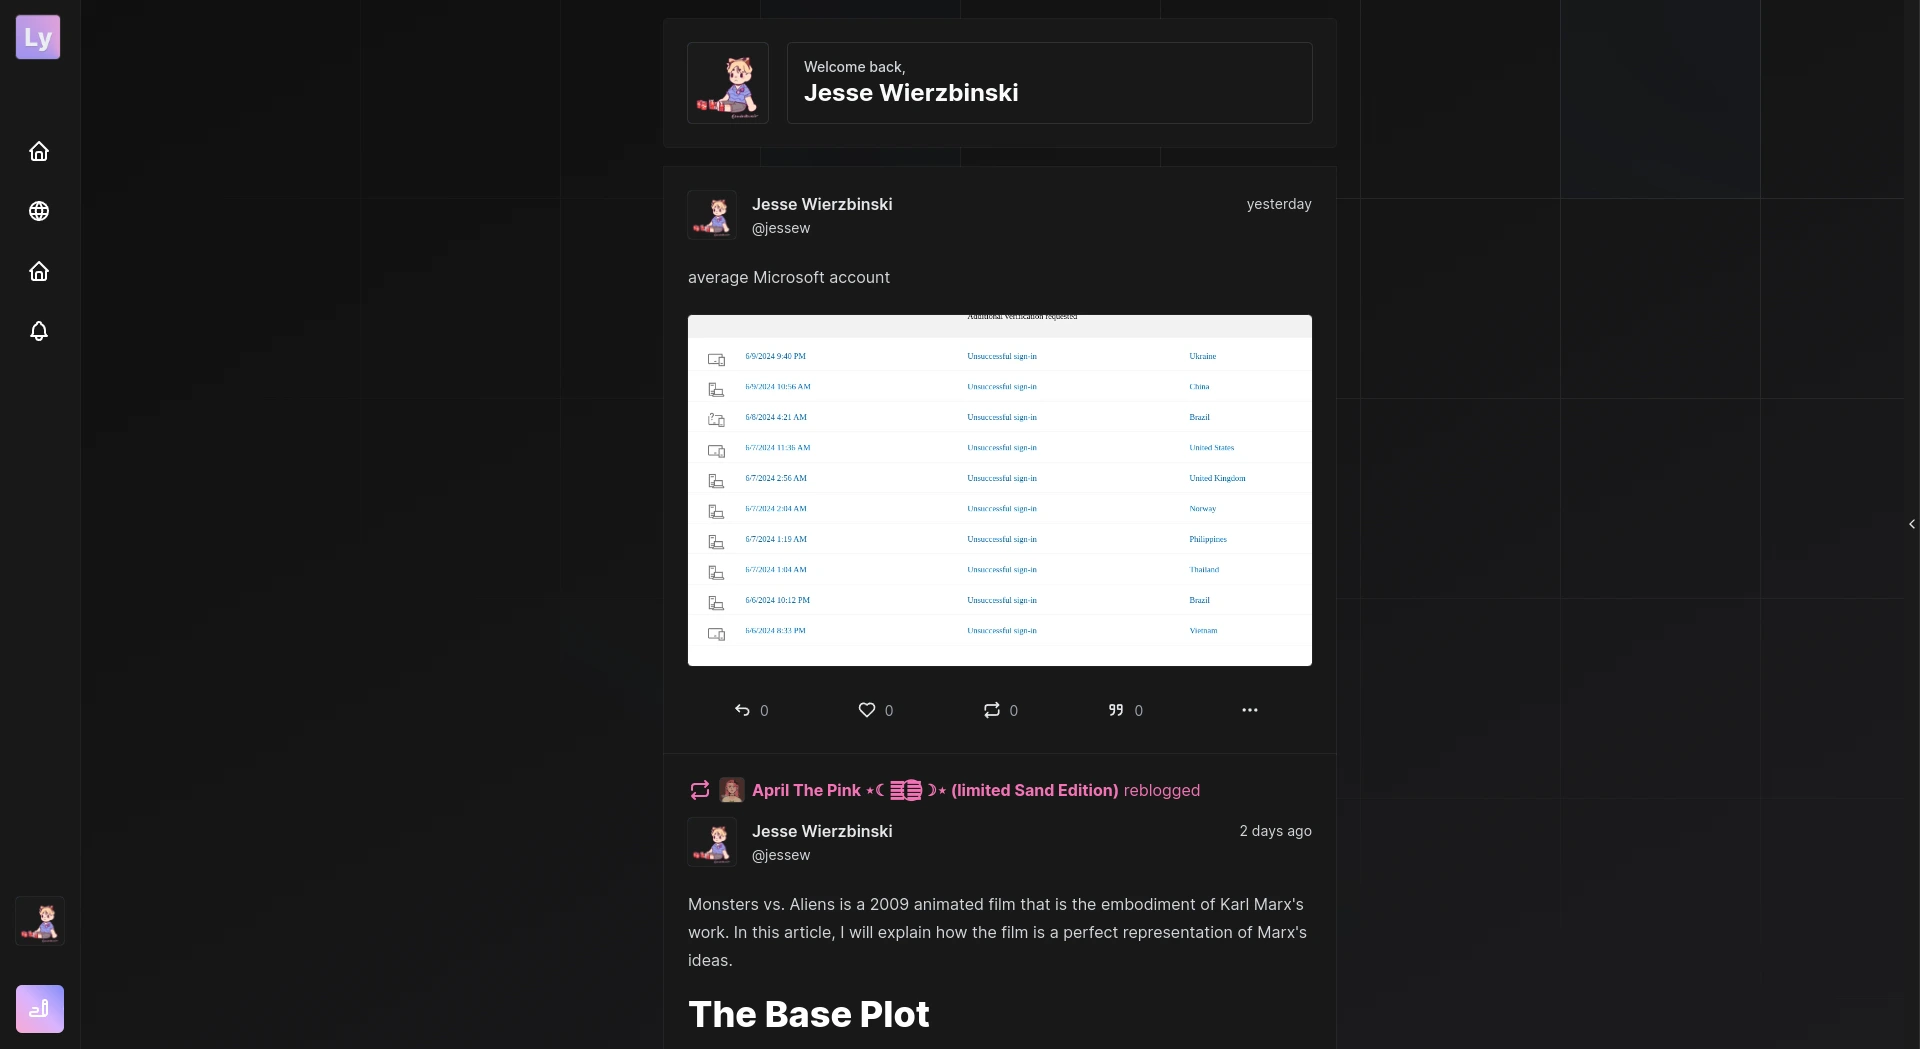 Ly
Welcome back,
Jesse Wierzbinski
Jesse Wierzbinski
yesterday
@jessew
average Microsoft account
Additional verification requested
6/9/2024 9:40 PM Unsuccessful sign-in Ukraine
6/9/2024 10:56 AM Unsuccessful sign-in China
6/8/2024 4:21 AM Unsuccessful sign-in Brazil
6/7/2024 11:36 AM Unsuccessful sign-in United States
6/7/2024 2:56 AM Unsuccessful sign-in United Kingdom
6/7/2024 2:04 AM Unsuccessful sign-in Norway
6/7/2024 1:19 AM Unsuccessful sign-in Philippines
6/7/2024 1:04 AM Unsuccessful sign-in Thailand
6/6/2024 10:12 PM Unsuccessful sign-in Brazil
6/6/2024 8:33 PM Unsuccessful sign-in Vietnam
0 0 0 0
April The Pink ⋆☾ ☽⋆ (limited Sand Edition) reblogged
Jesse Wierzbinski
2 days ago
@jessew
Monsters vs. Aliens is a 2009 animated film that is the embodiment of Karl Marx's
work. In this article, I will explain how the film is a perfect representation of Marx's
ideas.
The Base Plot